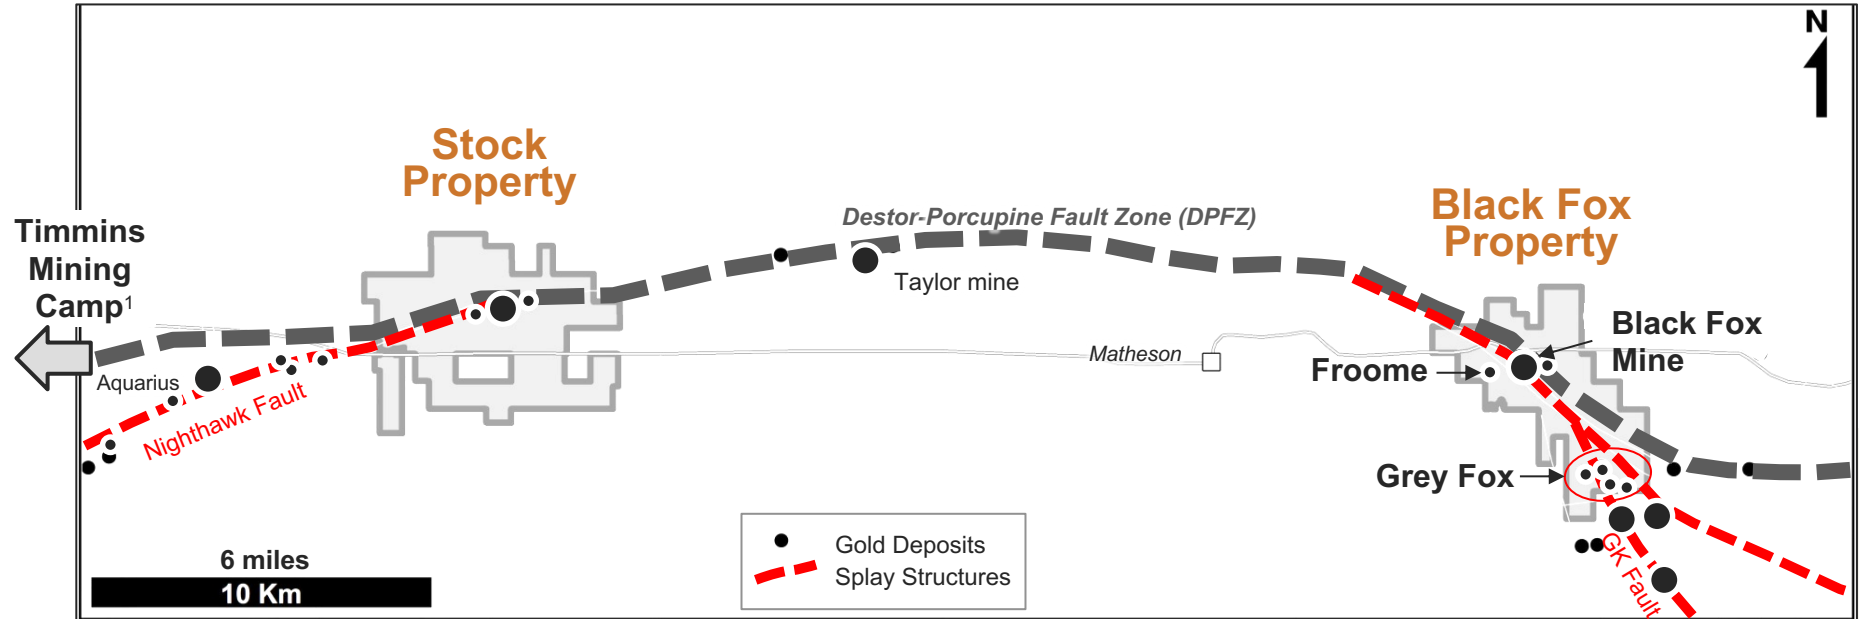 N
Stock
Property
Destor-Porcupine Fault Zone (DPFZ)
Black Fox
Property
Timmins
Mining
Camp1
Taylor mine
Black Fox
Mine
Matheson
Froome
Aquarius
Nighthawk Fault
Grey Fox
GK Fault
6 miles
10 Km
Gold Deposits
Splay Structures